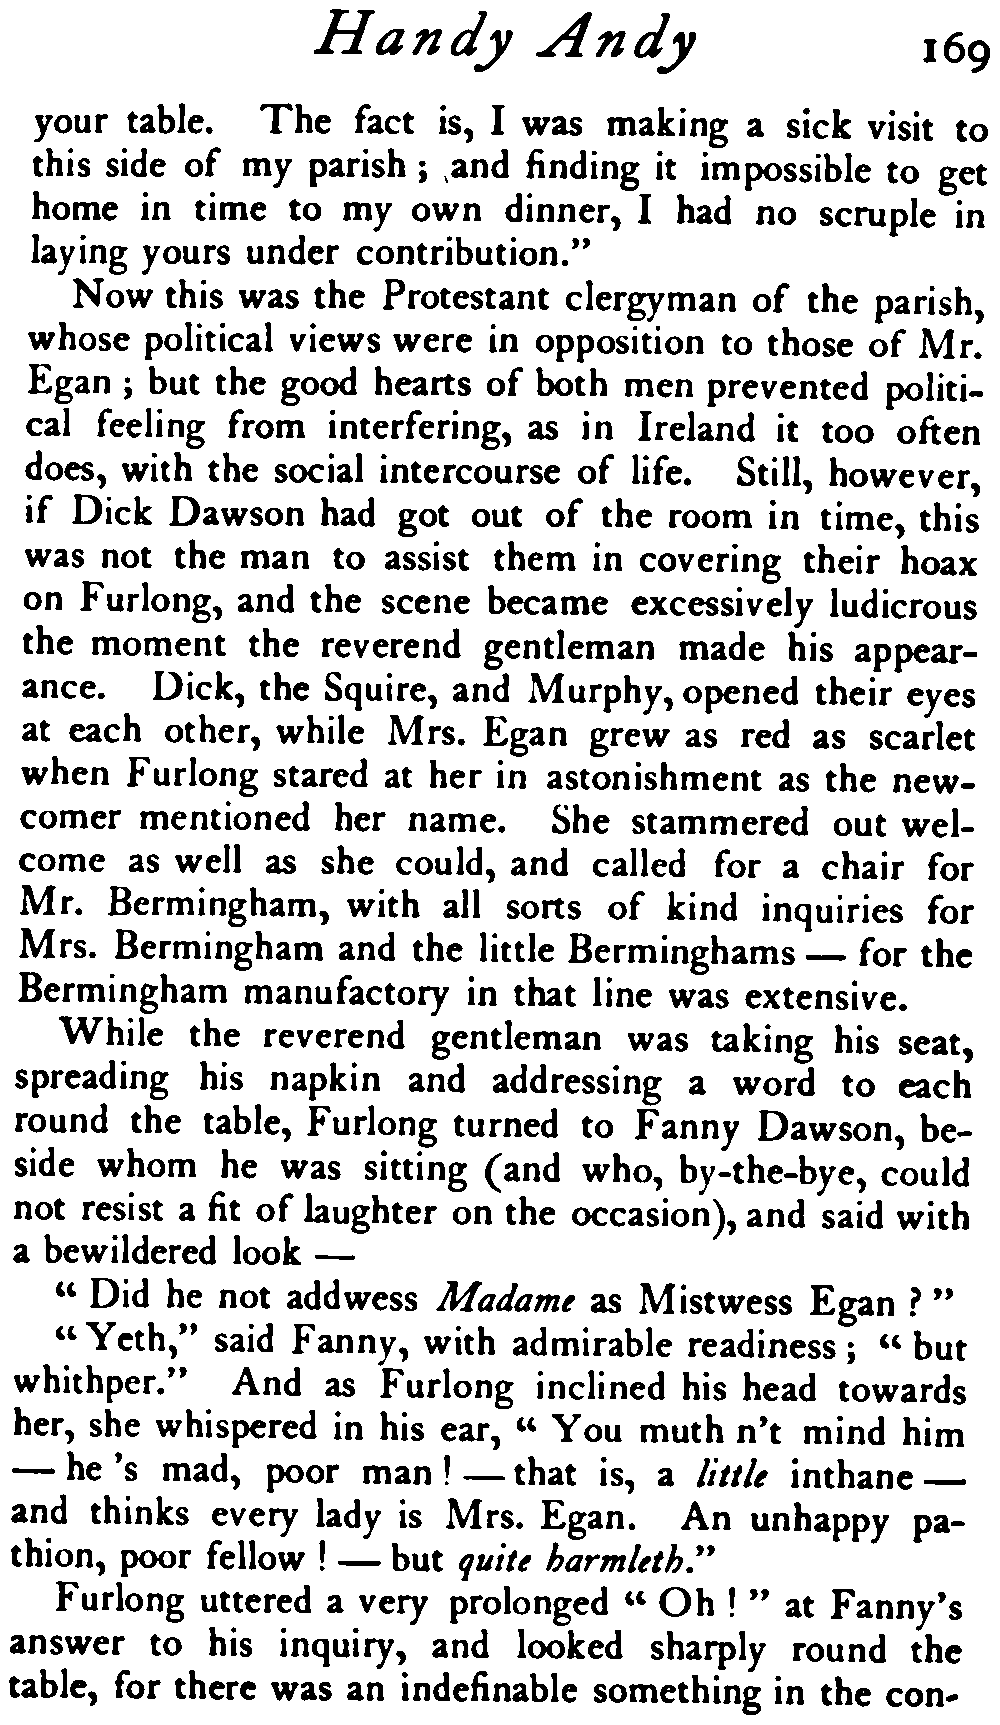 Handy Andy 169
your table. The fact is, I was making a sick visit to
this side of my parish ; and finding it impossible to get
home in time to my own dinner, I had no scruple in
laying yours under contribution."
Now this was the Protestant clergyman of the parish,
whose political views were in opposition to those of Mr.
Egan ; but the good hearts of both men prevented politi-
cal feeling from interfering, as in Ireland it too often
does, with the social intercourse of life. Still, however,
if Dick Dawson had got out of the room in time, this
was not the man to assist them in covering their hoax
on Furlong, and the scene became excessively ludicrous
the moment the reverend gentleman made his appear-
ance. Dick, the Squire, and Murphy, opened their eyes
at each other, while Mrs. Egan grew as red as scarlet
when Furlong stared at her in astonishment as the new-
comer mentioned her name. She stammered out wel-
come as well as she could, and called for a chair for
Mr. Bermingham, with all sorts of kind inquiries for
Mrs. Bermingham and the little Berminghams — for the
Bermingham manufactory in that line was extensive.
While the reverend gentleman was taking his seat,
spreading his napkin and addressing a word to each
round the table, Furlong turned to Fanny Dawson, be-
side whom he was sitting (and who, by-the-bye, could
not resist a fit of laughter on the occasion), and said with
a bewildered look —
" Did he not addwess Madame as Mistwess Egan ? "
" Yeth," said Fanny, with admirable readiness ; " but
whithper." And as Furlong inclined his head towards
her, she whispered in his ear, " You muth n't mind him
— he 's mad, poor man ! — that is, a little inthane —
and thinks every lady is Mrs. Egan. An unhappy pa-
thion, poor fellow ! — but quite harmleth."
Furlong uttered a very prolonged " Oh ! " at Fanny's
answer to his inquiry, and looked sharply round the
table, for there was an indefinable something in the con-